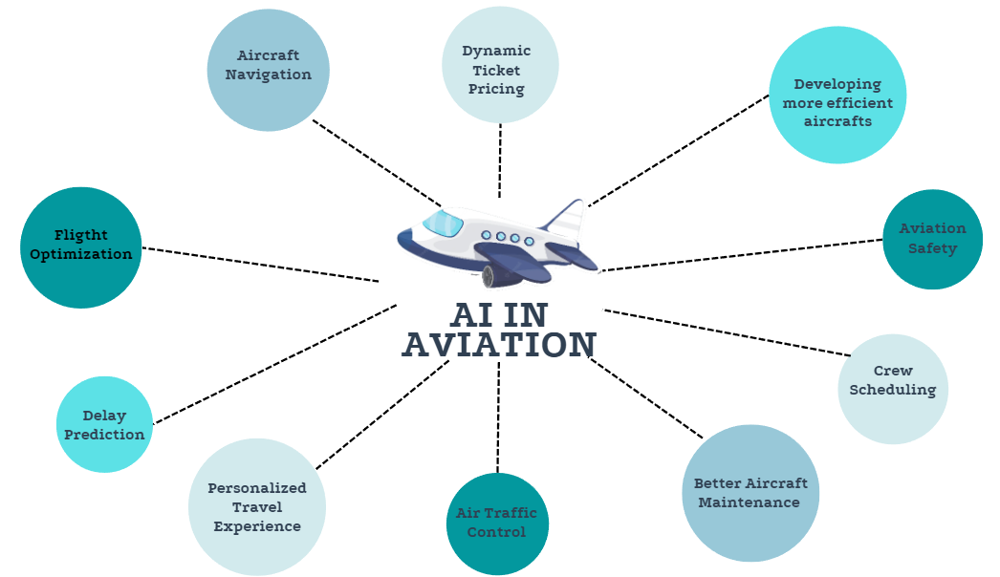 Aircraft
Navigation
Dynamic
Ticket
Pricing
Developing
more efficient
aircrafts
Fligtht
Optimization
Aviation
Safety
AI IN
AVIATION
Crew
Scheduling
Delay
Prediction
Personalized
Travel
Experience
Air Traffic
Control
Better Aircraft
Maintenance